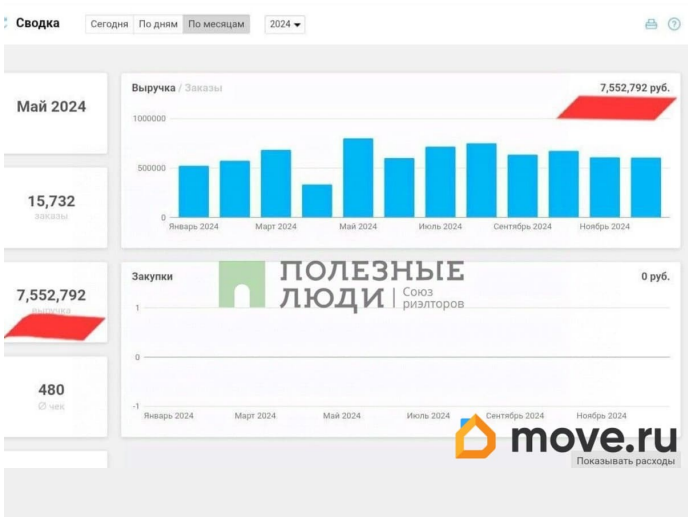 Сводка
Сегодня По дням По месяцам 2024
Май 2024
15,732
заказы
7,552,792
выручка
480
Ø чек
Выручка / Заказы 7,552,792 руб.
1000000
500000
0
Январь 2024 Март 2024 Май 2024 Июль 2024 Сентябрь 2024 Ноябрь 2024
Закупки 0 руб.
1
0
-1
Январь 2024 Март 2024 Май 2024 Июль 2024 Сентябрь 2024 Ноябрь 2024
ПОЛЕЗНЫЕ
ЛЮДИ Союз
риэлторов
move.ru
Показывать расходы